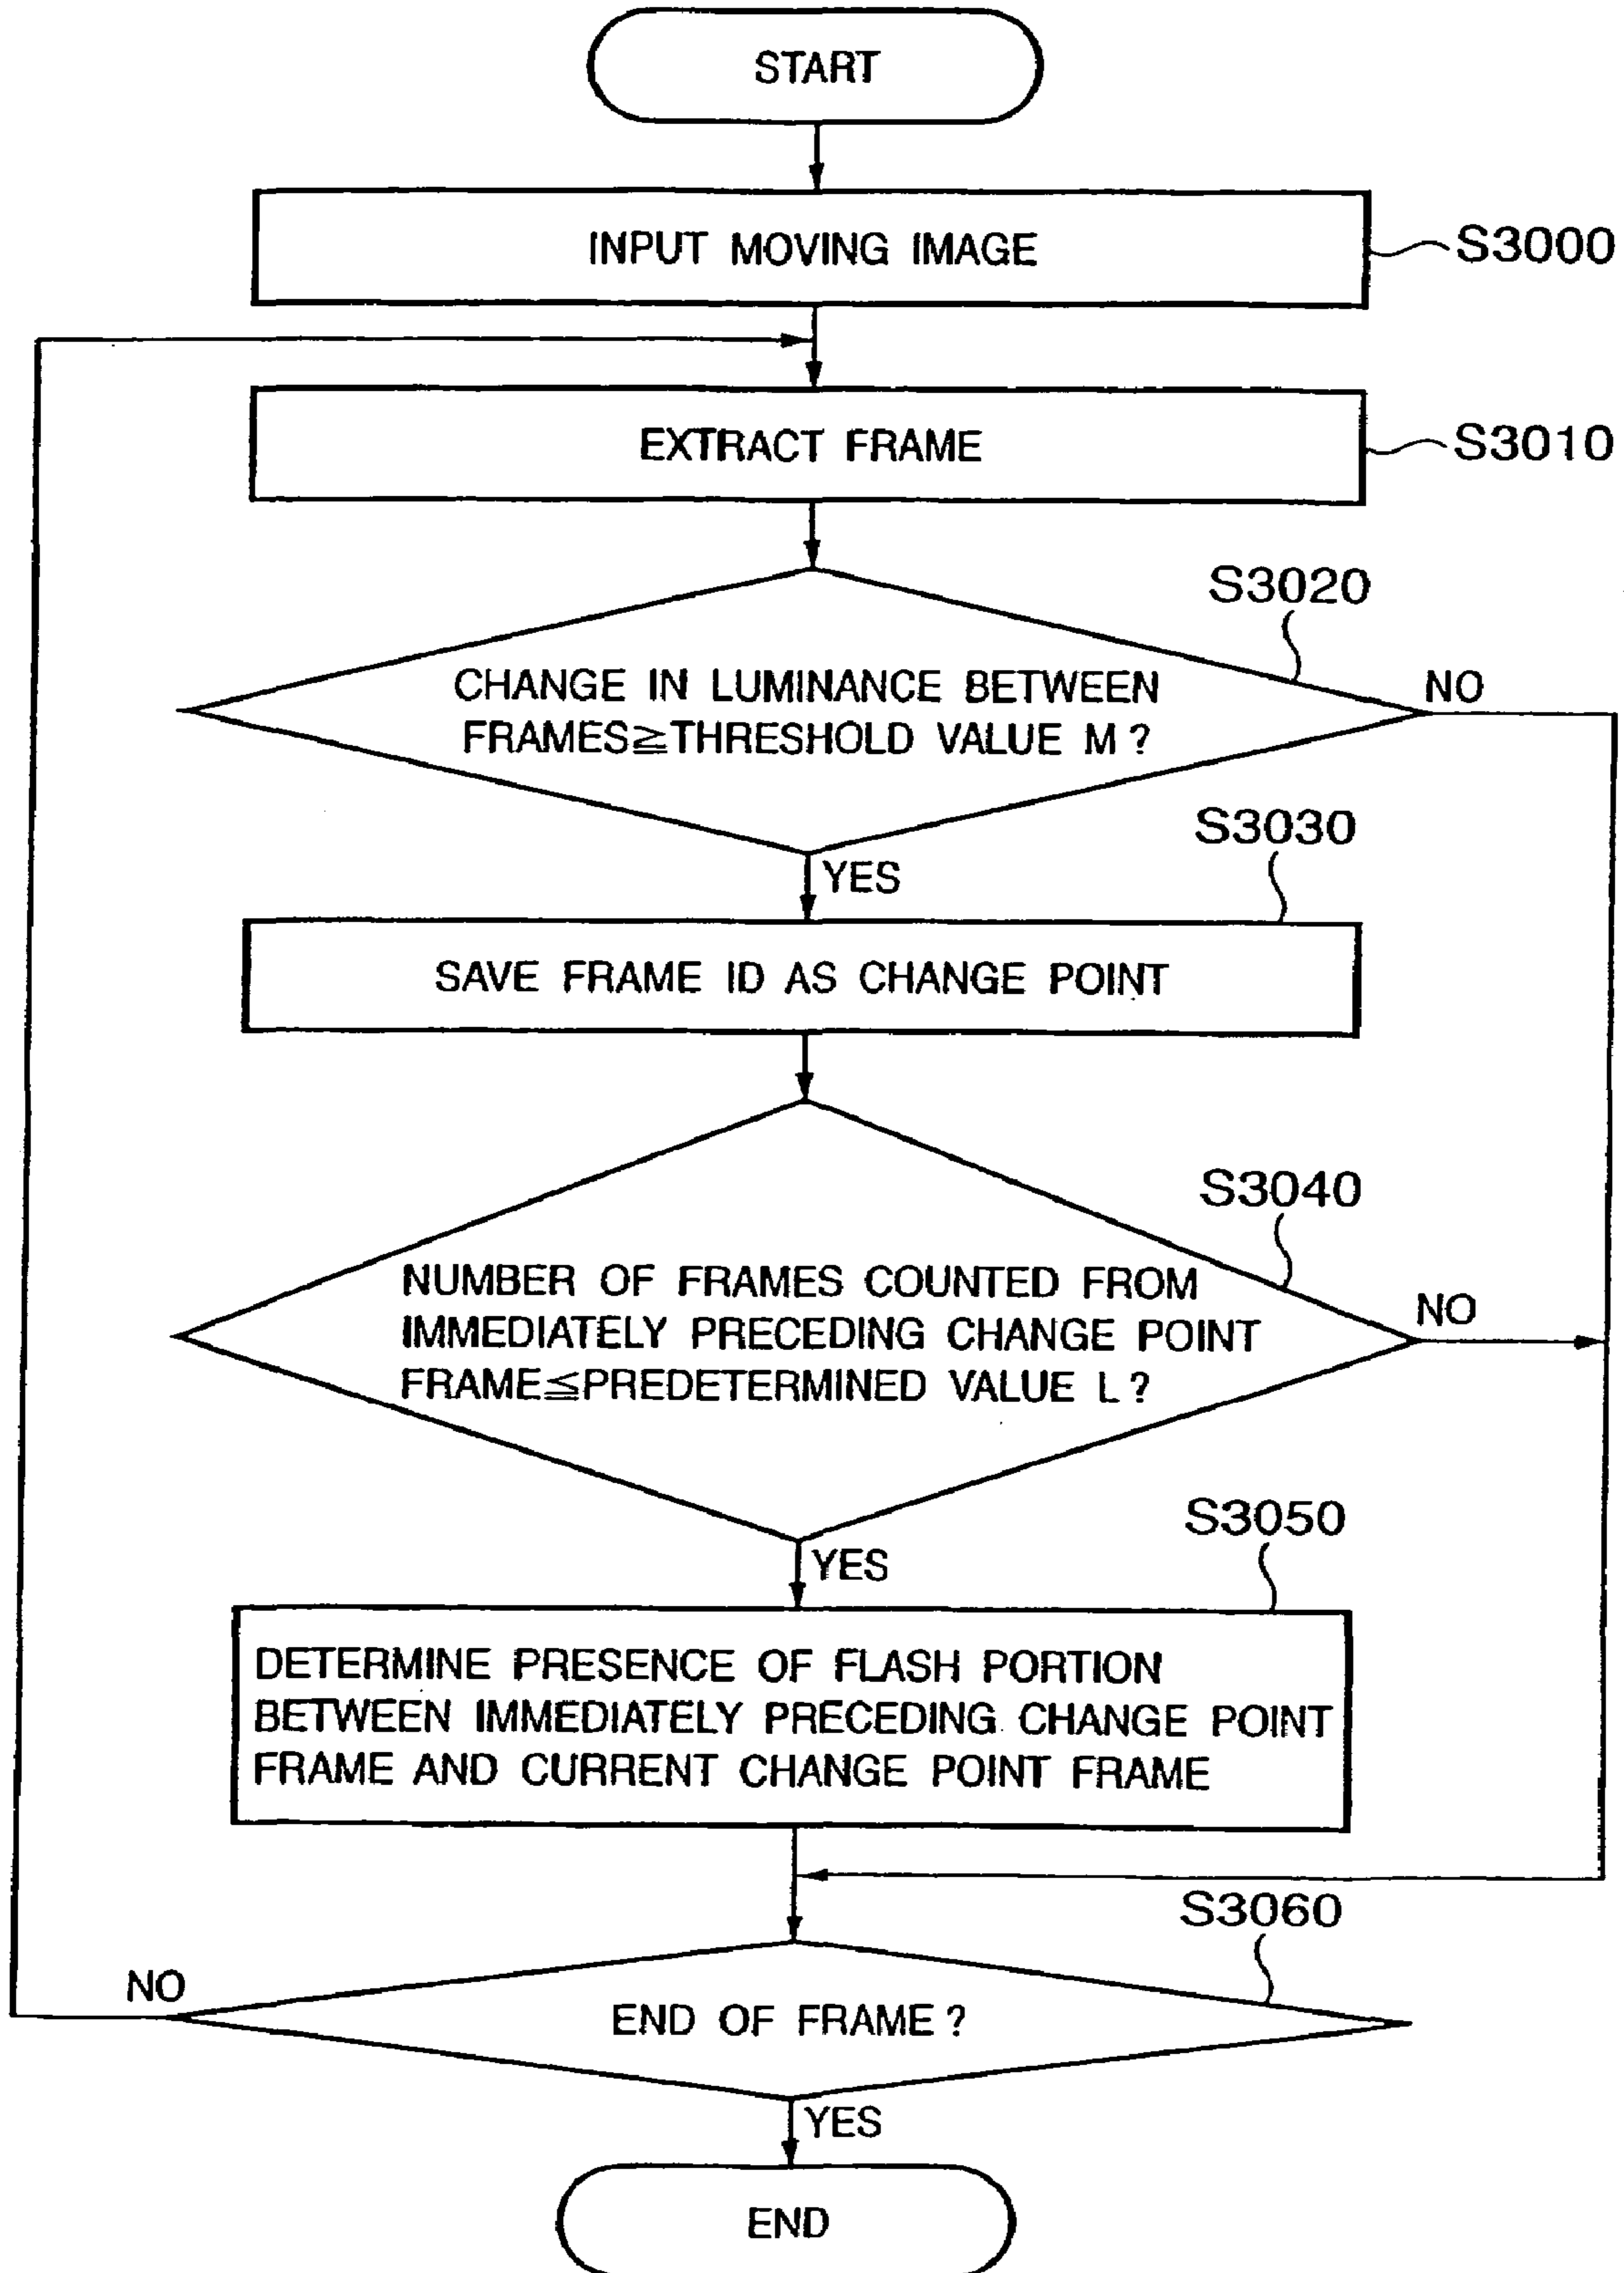 START
INPUT MOVING IMAGE
S3000
EXTRACT FRAME
S3010
S3020
CHANGE IN LUMINANCE BETWEEN
FRAMES≧THRESHOLD VALUE M?
NO
YES
S3030
SAVE FRAME ID AS CHANGE POINT
S3040
NUMBER OF FRAMES COUNTED FROM
IMMEDIATELY PRECEDING CHANGE POINT
FRAME≦PREDETERMINED VALUE L?
NO
YES
S3050
DETERMINE PRESENCE OF FLASH PORTION
BETWEEN IMMEDIATELY PRECEDING CHANGE POINT
FRAME AND CURRENT CHANGE POINT FRAME
S3060
NO
END OF FRAME?
YES
END